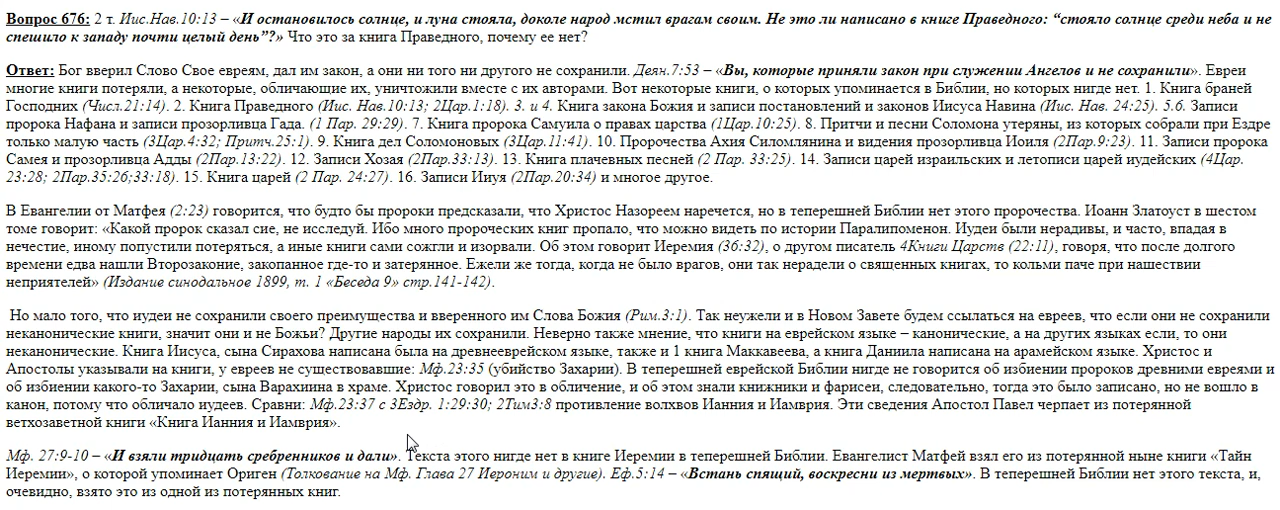 Вопрос 676: 2 т. Иис.Нав.10:13 – «И остановилось солнце, и луна стояла, доколе народ мстил врагам своим. Не это ли написано в книге Праведного: “стояло солнце среди неба и не
спешило к западу почти целый день”?» Что это за книга Праведного, почему ее нет?
Ответ: Бог вверил Слово Свое евреям, дал им закон, а они ни того ни другого не сохранили. Деян.7:53 – «Вы, которые приняли закон при служении Ангелов и не сохранили». Евреи
многие книги потеряли, а некоторые, обличающие их, уничтожили вместе с их авторами. Вот некоторые книги, о которых упоминается в Библии, но которых нигде нет. 1. Книга браней
Господних (Числ.21:14). 2. Книга Праведного (Иис. Нав.10:13; 2Цар.1:18). 3. и 4. Книга закона Божия и записи постановлений и законов Иисуса Навина (Иис. Нав. 24:25). 5.6. Записи
пророка Нафана и записи прозорливца Гада. (1 Пар. 29:29). 7. Книга пророка Самуила о правах царства (1Цар.10:25). 8. Притчи и песни Соломона утеряны, из которых собрали при Ездре
только малую часть (3Цар.4:32; Притч.25:1). 9. Книга дел Соломоновых (3Цар.11:41). 10. Пророчества Ахия Силомлянина и видения прозорливца Иоиля (2Пар.9:23). 11. Записи пророка
Самея и прозорливца Адды (2Пар.13:22). 12. Записи Хозая (2Пар.33:13). 13. Книга плачевных песней (2 Пар. 33:25). 14. Записи царей израильских и летописи царей иудейских (4Цар.
23:28; 2Пар.35:26;33:18). 15. Книга царей (2 Пар. 24:27). 16. Записи Ииуя (2Пар.20:34) и многое другое.
В Евангелии от Матфея (2:23) говорится, что будто бы пророки предсказали, что Христос Назореем наречется, но в теперешней Библии нет этого пророчества. Иоанн Златоуст в шестом
томе говорит: «Какой пророк сказал сие, не исследуй. Ибо много пророческих книг пропало, что можно видеть по истории Паралипоменон. Иудеи были нерадивы, и часто, впадая в
нечестие, иному попустили потеряться, а иные книги сами сожгли и изорвали. Об этом говорит Иеремия (36:32), о другом писатель 4Книги Царств (22:11), говоря, что после долгого
времени едва нашли Второзаконие, закопанное где-то и затерянное. Ежели же тогда, когда не было врагов, они так нерадели о священных книгах, то кольми паче при нашествии
неприятелей» (Издание синодальное 1899, т. 1 «Беседа 9» стр.141-142).
Но мало того, что иудеи не сохранили своего преимущества и вверенного им Слова Божия (Рим.3:1). Так неужели и в Новом Завете будем ссылаться на евреев, что если они не сохранили
неканонические книги, значит они и не Божьи? Другие народы их сохранили. Неверно также мнение, что книги на еврейском языке – канонические, а на других языках если, то они
неканонические. Книга Иисуса, сына Сирахова написана была на древнееврейском языке, также и 1 книга Маккавеева, а книга Даниила написана на арамейском языке. Христос и
Апостолы указывали на книги, у евреев не существовавшие: Мф.23:35 (убийство Захарии). В теперешней еврейской Библии нигде не говорится об избиении пророков древними евреями и
об избиении какого-то Захарии, сына Варахиина в храме. Христос говорил это в обличение, и об этом знали книжники и фарисеи, следовательно, тогда это было записано, но не вошло в
канон, потому что обличало иудеев. Сравни: Мф.23:37 с 3Ездр. 1:29:30; 2Тим3:8 противление волхвов Ианния и Иамврия. Эти сведения Апостол Павел черпает из потерянной
ветхозаветной книги «Книга Ианния и Иамврия».
Мф. 27:9-10 – «И взяли тридцать сребренников и дали». Текста этого нигде нет в книге Иеремии в теперешней Библии. Евангелист Матфей взял его из потерянной ныне книги «Тайн
Иеремии», о которой упоминает Ориген (Толкование на Мф. Глава 27 Иероним и другие). Еф.5:14 – «Встань спящий, воскресни из мертвых». В теперешней Библии нет этого текста, и,
очевидно, взято это из одной из потерянных книг.